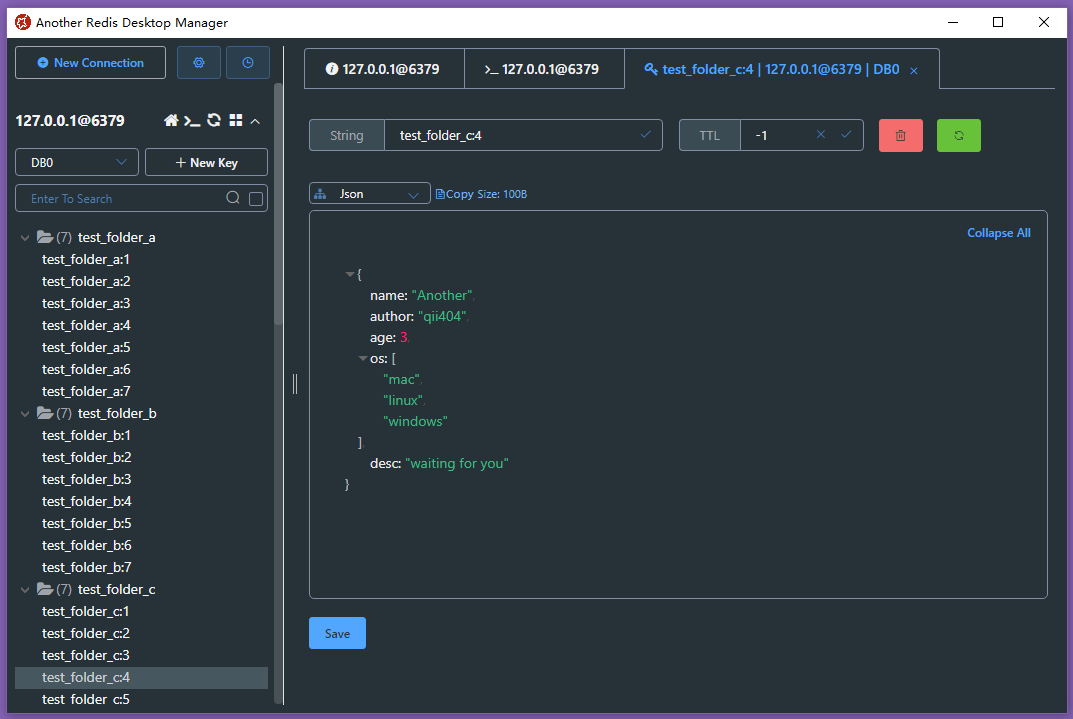 Another Redis Desktop Manager
New Connection
127.0.0.1@6379
DB0
New Key
Enter To Search
(7) test_folder_a
test_folder_a:1
test_folder_a:2
test_folder_a:3
test_folder_a:4
test_folder_a:5
test_folder_a:6
test_folder_a:7
(7) test_folder_b
test_folder_b:1
test_folder_b:2
test_folder_b:3
test_folder_b:4
test_folder_b:5
test_folder_b:6
test_folder_b:7
(7) test_folder_c
test_folder_c:1
test_folder_c:2
test_folder_c:3
test_folder_c:4
test_folder_c:5
127.0.0.1@6379
>_ 127.0.0.1@6379
test_folder_c:4 | 127.0.0.1@6379 | DB0
String test_folder_c:4
TTL -1
Json
Copy Size: 100B
Collapse All
{
name: "Another",
author: "qii404",
age: 3,
os: [
"mac",
"linux",
"windows"
],
desc: "waiting for you"
}
Save